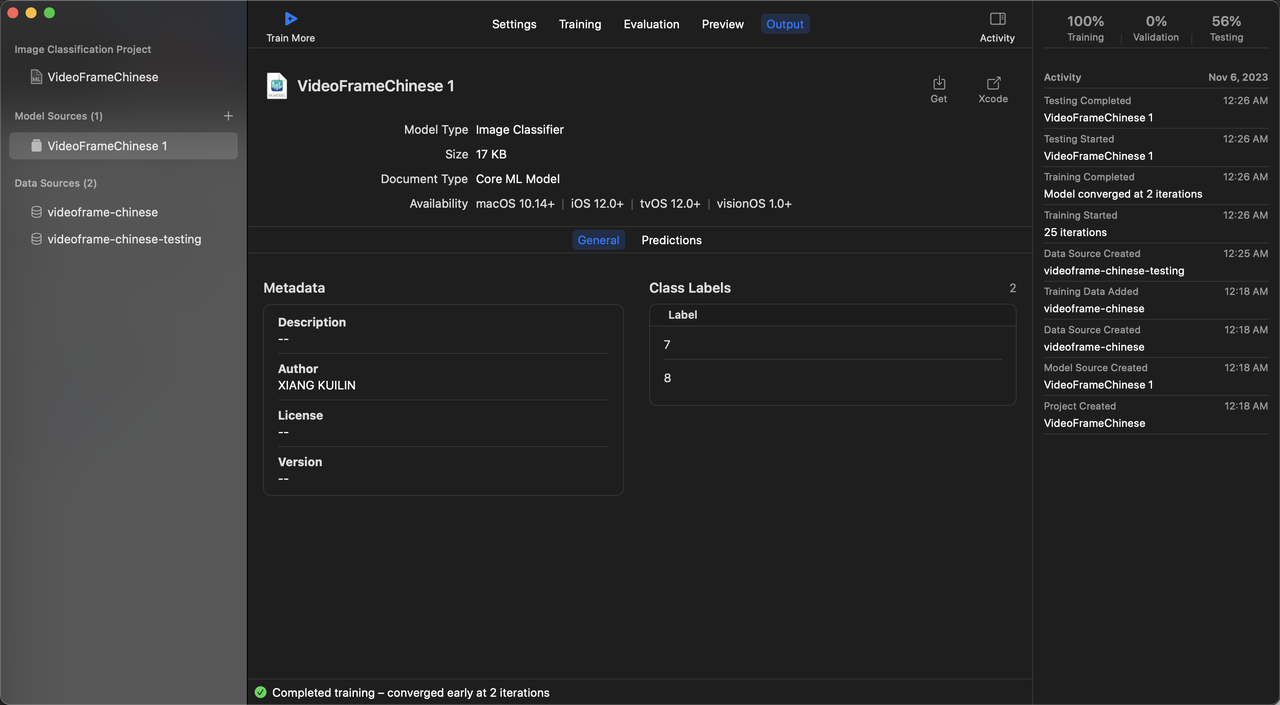 Image Classification Project
VideoFrameChinese
Model Sources (1)
+
VideoFrameChinese 1
Data Sources (2)
videoframe-chinese
videoframe-chinese-testing
Train More
Settings Training Evaluation Preview Output
Activity
VideoFrameChinese 1
Get Xcode
Model Type Image Classifier
Size 17 KB
Document Type Core ML Model
Availability macOS 10.14+ | iOS 12.0+ | tvOS 12.0+ | visionOS 1.0+
General Predictions
Metadata
Description
--
Author
XIANG KUILIN
License
--
Version
--
Class Labels 2
Label
7
8
Completed training – converged early at 2 iterations
100% 0% 56%
Training Validation Testing
Activity Nov 6, 2023
Testing Completed 12:26 AM
VideoFrameChinese 1
Testing Started 12:26 AM
VideoFrameChinese 1
Training Completed 12:26 AM
Model converged at 2 iterations
Training Started 12:26 AM
25 iterations
Data Source Created 12:25 AM
videoframe-chinese-testing
Training Data Added 12:18 AM
videoframe-chinese
Data Source Created 12:18 AM
videoframe-chinese
Model Source Created 12:18 AM
VideoFrameChinese 1
Project Created 12:18 AM
VideoFrameChinese